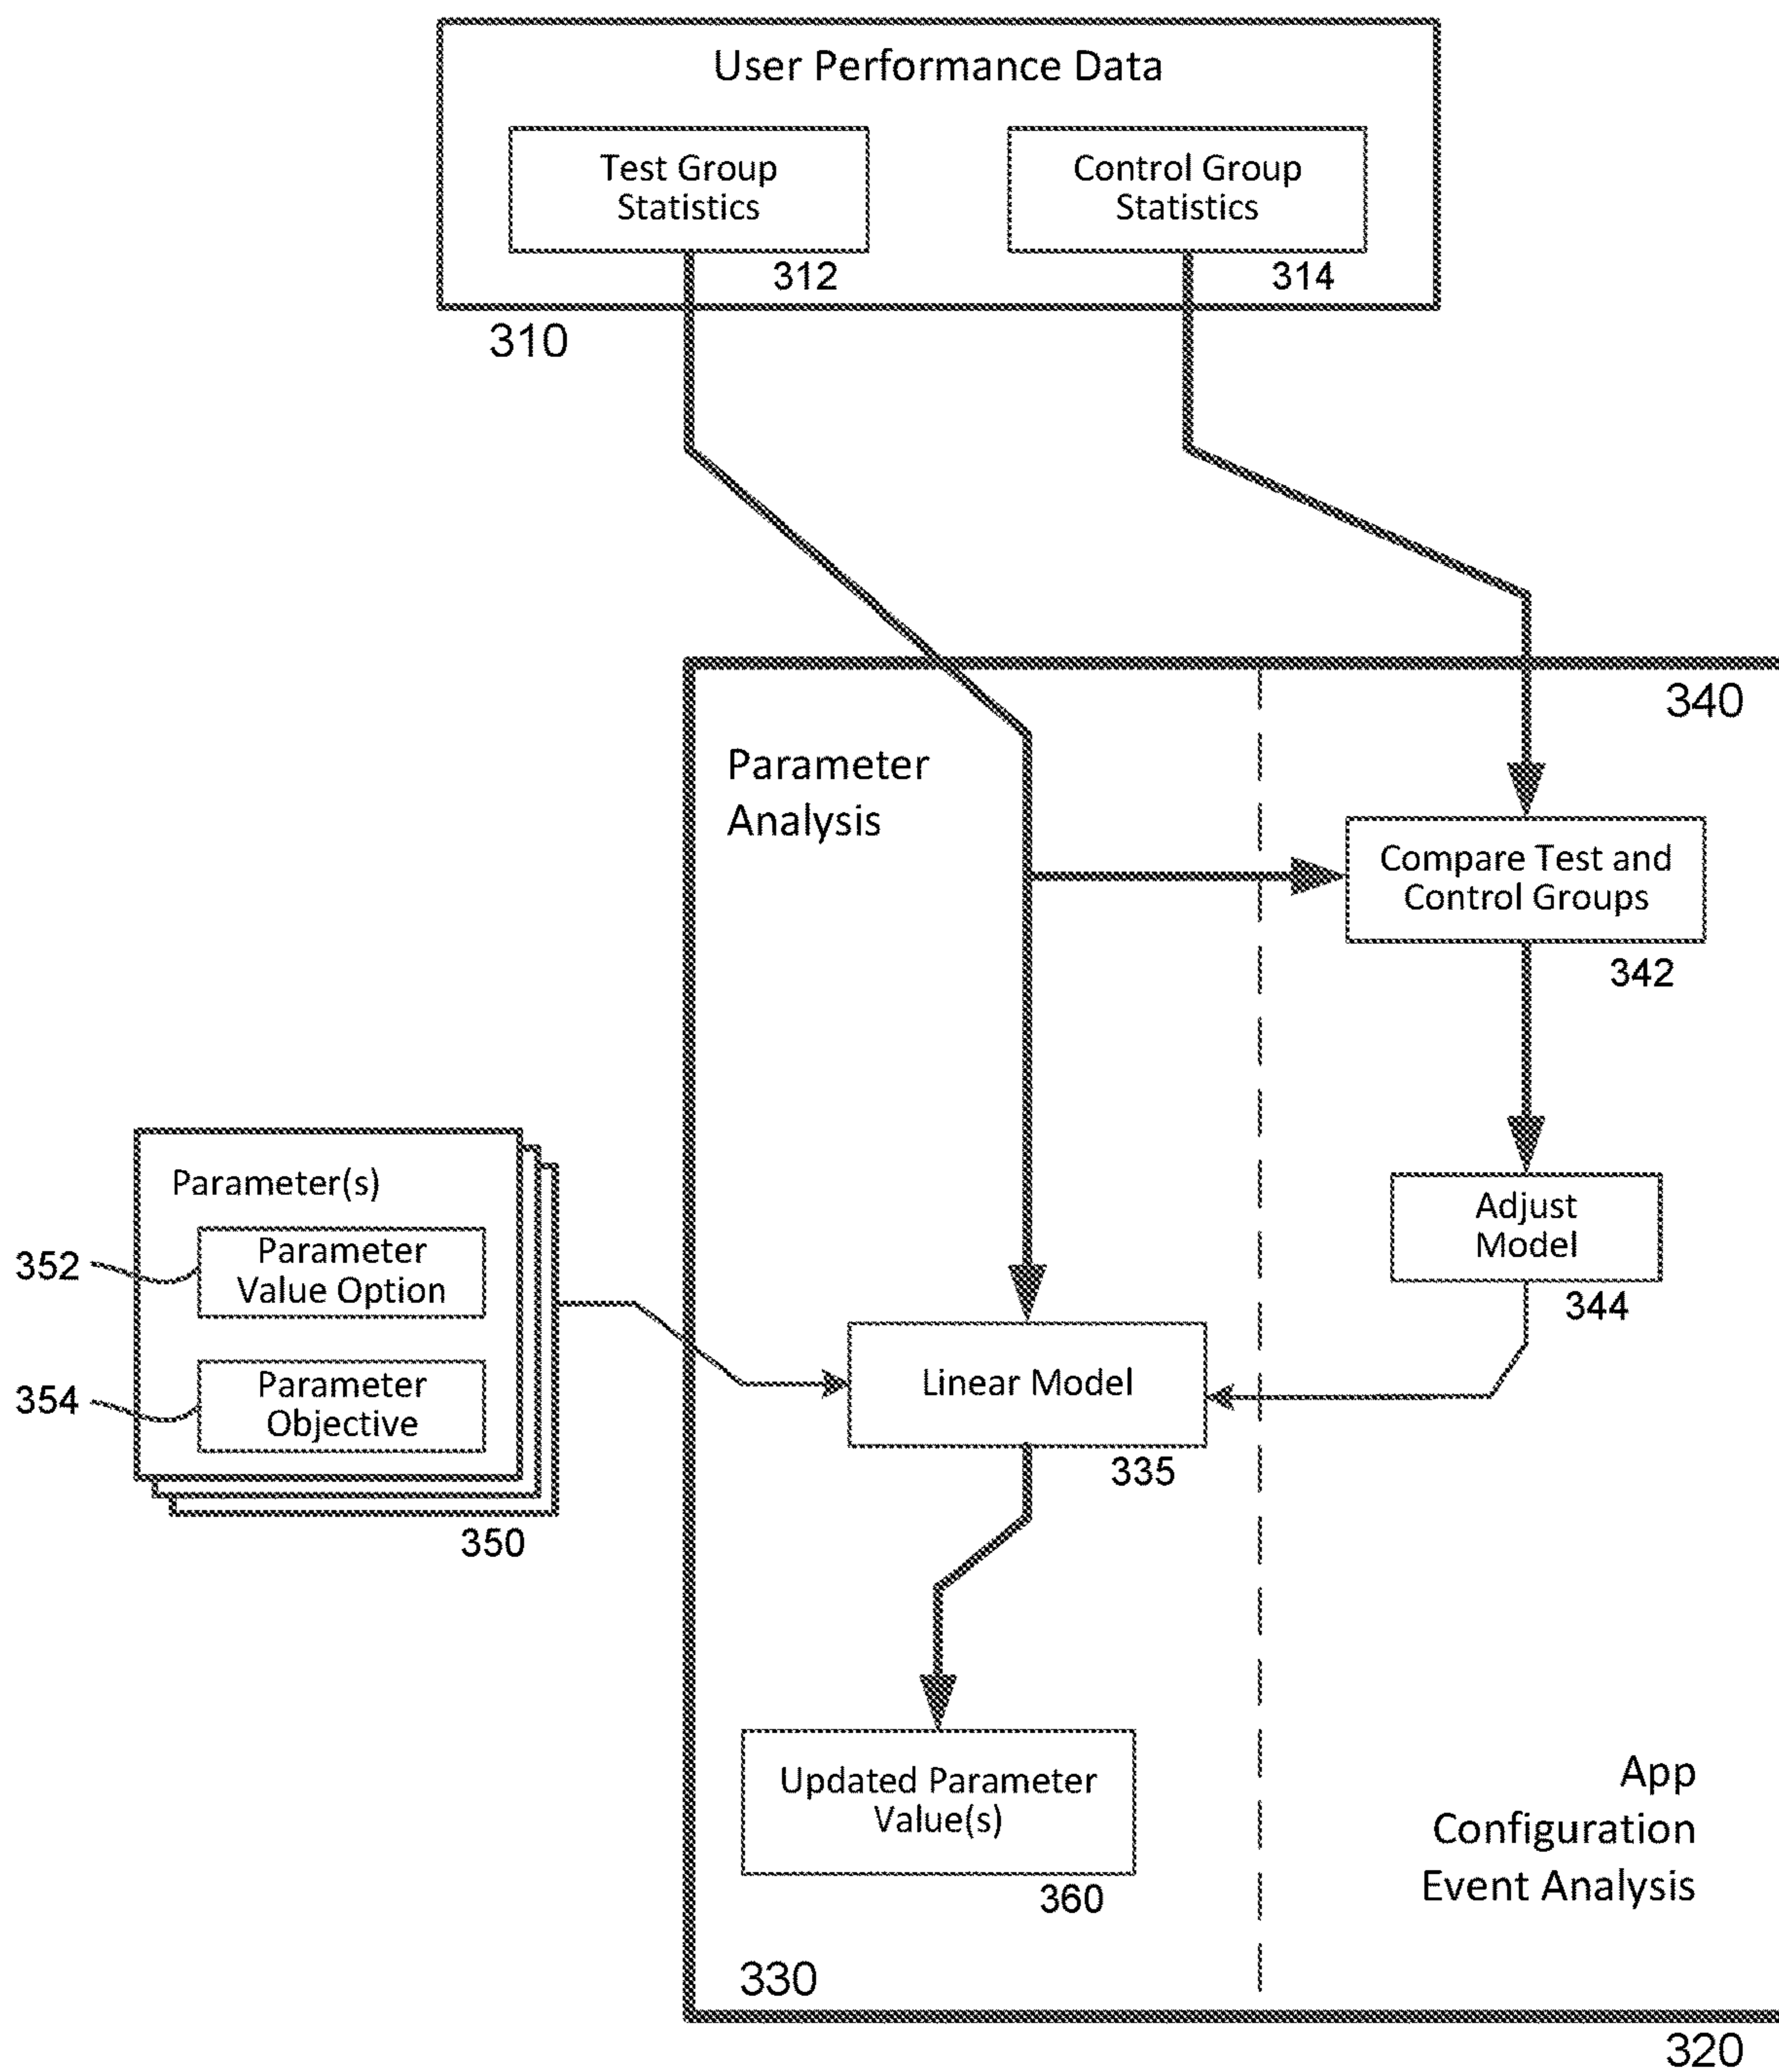 User Performance Data
Test Group
Statistics
312
Control Group
Statistics
314
310
340
Parameter
Analysis
Compare Test and
Control Groups
342
Parameter(s)
352
Parameter
Value Option
354
Parameter
Objective
350
Adjust
Model
344
Linear Model
335
Updated Parameter
Value(s)
360
App
Configuration
Event Analysis
330
320